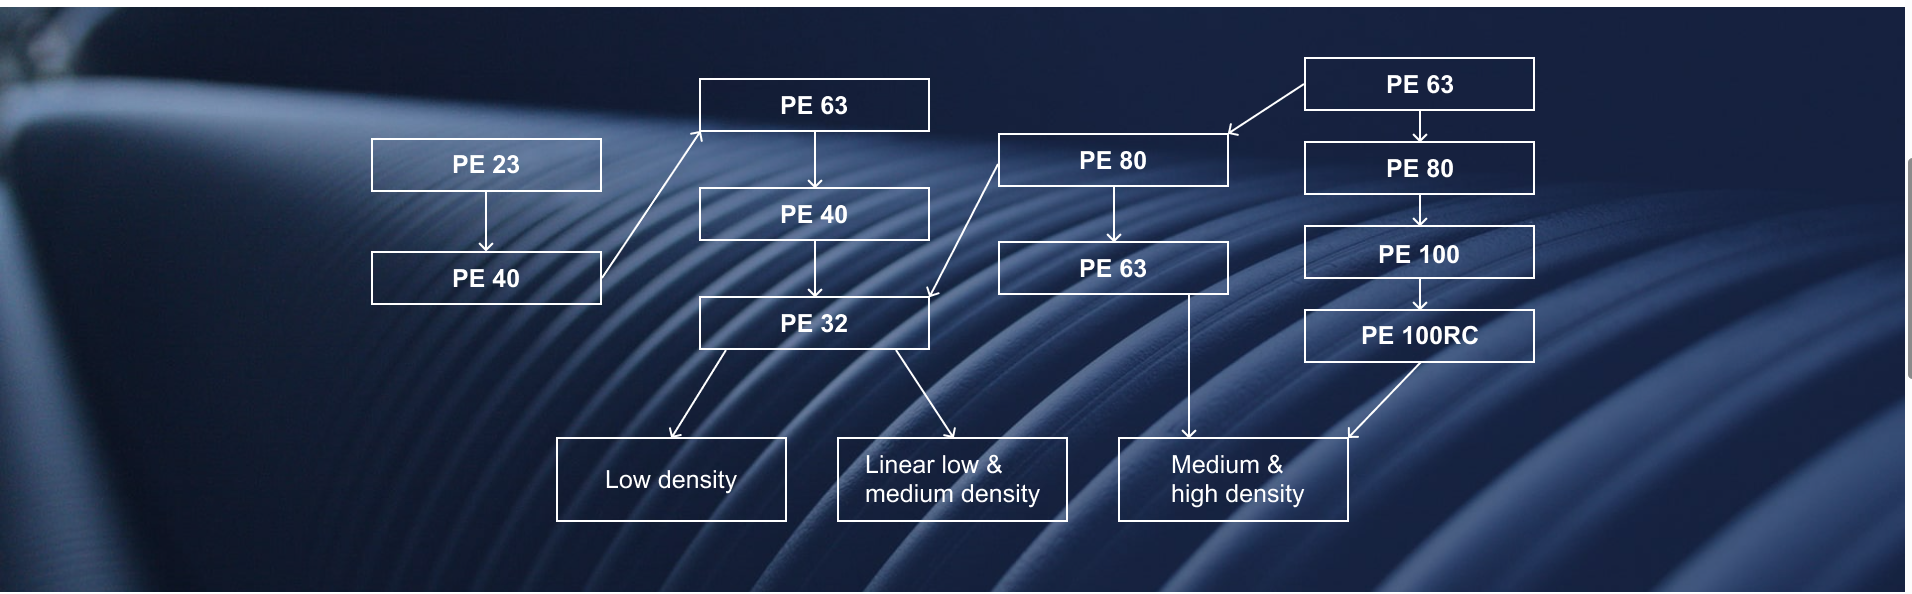 PE 23
PE 40
PE 63
PE 40
PE 32
PE 80
PE 63
PE 63
PE 80
PE 100
PE 100RC
Low density
Linear low &
medium density
Medium &
high density